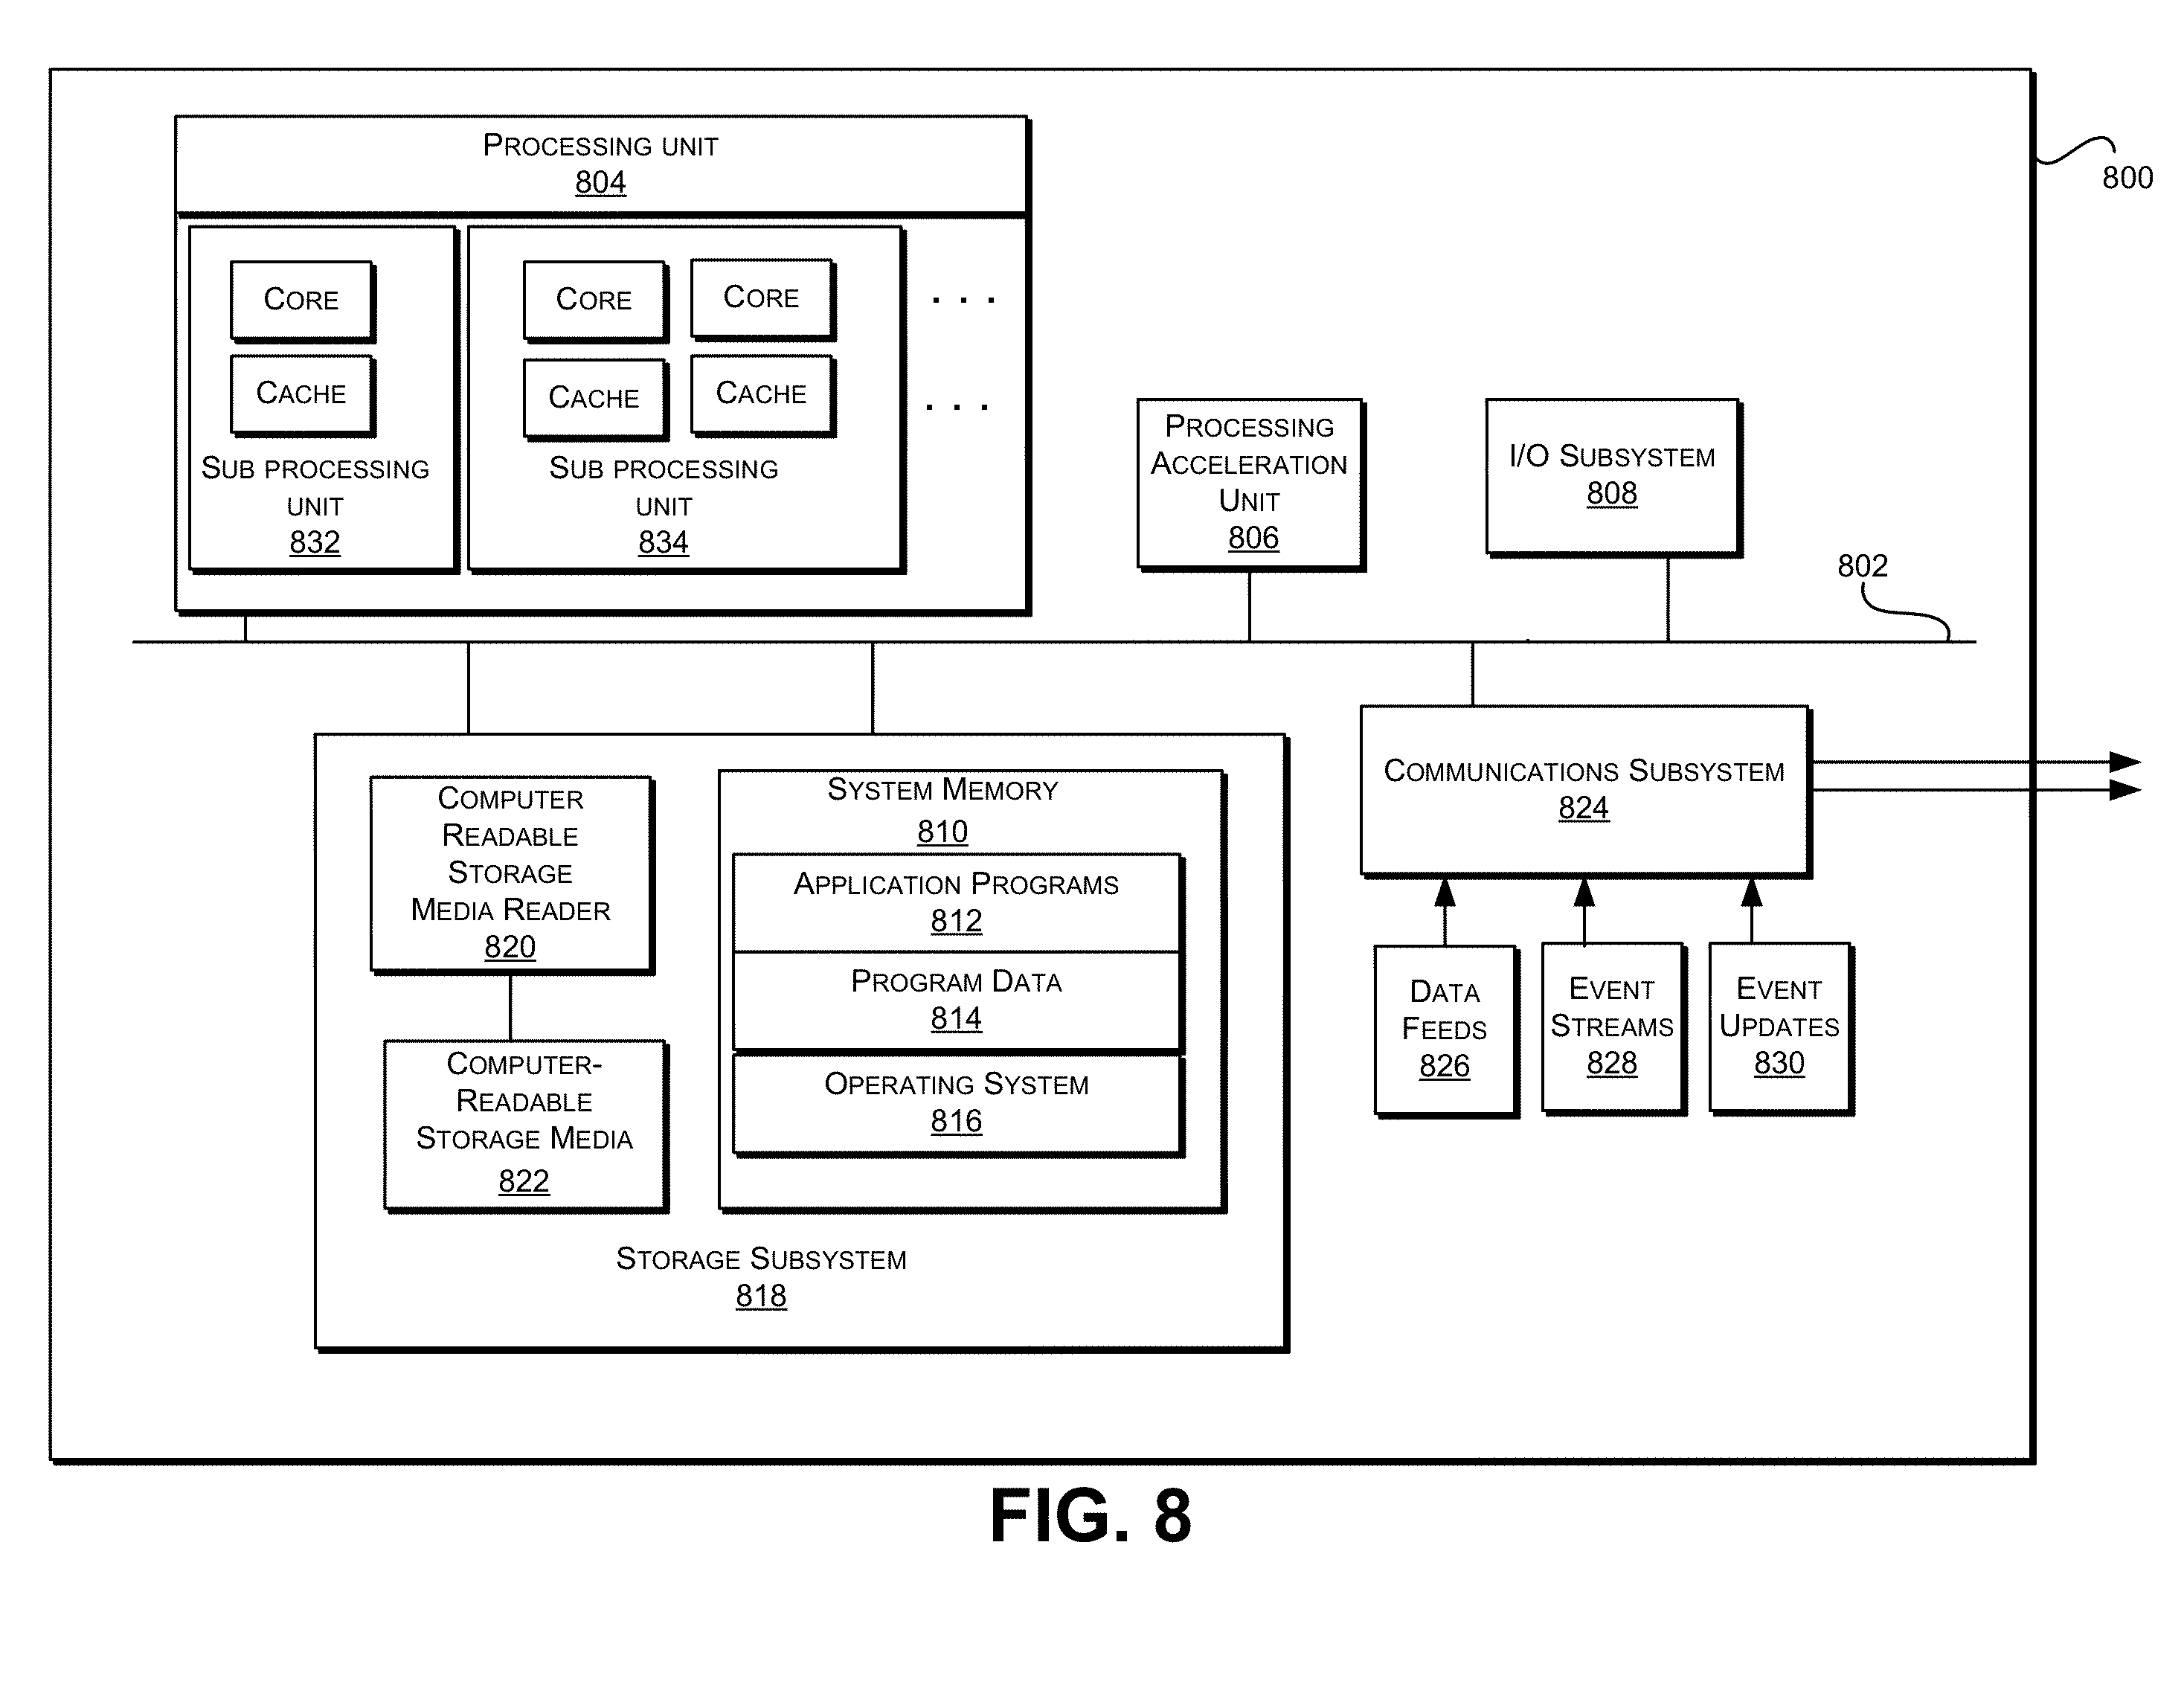 PROCESSING UNIT
804
800
CORE
CORE
CORE
. . .
CACHE
CACHE
CACHE
. . .
SUB PROCESSING
UNIT
832
SUB PROCESSING
UNIT
834
PROCESSING
ACCELERATION
UNIT
806
I/O SUBSYSTEM
808
802
COMPUTER
READABLE
STORAGE
MEDIA READER
820
COMPUTER-
READABLE
STORAGE MEDIA
822
SYSTEM MEMORY
810
APPLICATION PROGRAMS
812
PROGRAM DATA
814
OPERATING SYSTEM
816
STORAGE SUBSYSTEM
818
COMMUNICATIONS SUBSYSTEM
824
DATA
FEEDS
826
EVENT
STREAMS
828
EVENT
UPDATES
830
FIG. 8